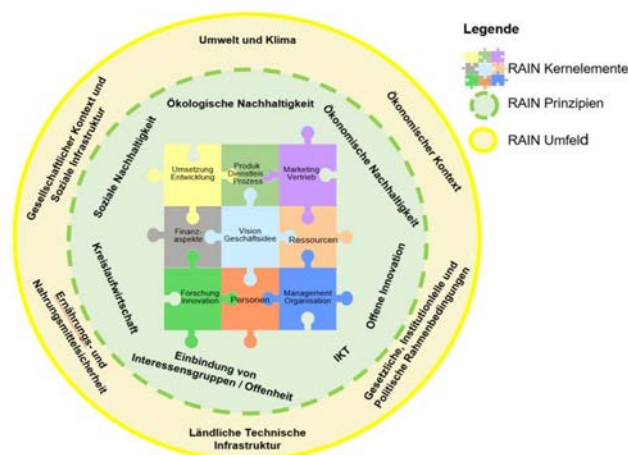 Umwelt und Klima
Gesellschaftlicher Kontext und
Soziale Infrastruktur
Ökonomischer Kontext
Ökologische Nachhaltigkeit
Soziale Nachhaltigkeit
Ökonomische Nachhaltigkeit
Umsetzung
Entwicklung
Produk
Dienstleis
Prozess
Marketing
Vertrieb
Finanz-
aspekte
Vision
Geschäftsidee
Ressourcen
Forschung
Innovation
Personen
Management
Organisation
Kreislaufwirtschaft
Offene Innovation
Einbindung von
Interessensgruppen / Offenheit
IKT
Ernährungs- und
Nahrungsmittelsicherheit
Gesetzliche, Institutionelle und
Politische Rahmenbedingungen
Ländliche Technische
Infrastruktur
Legende
RAIN Kernelemente
RAIN Prinzipien
RAIN Umfeld